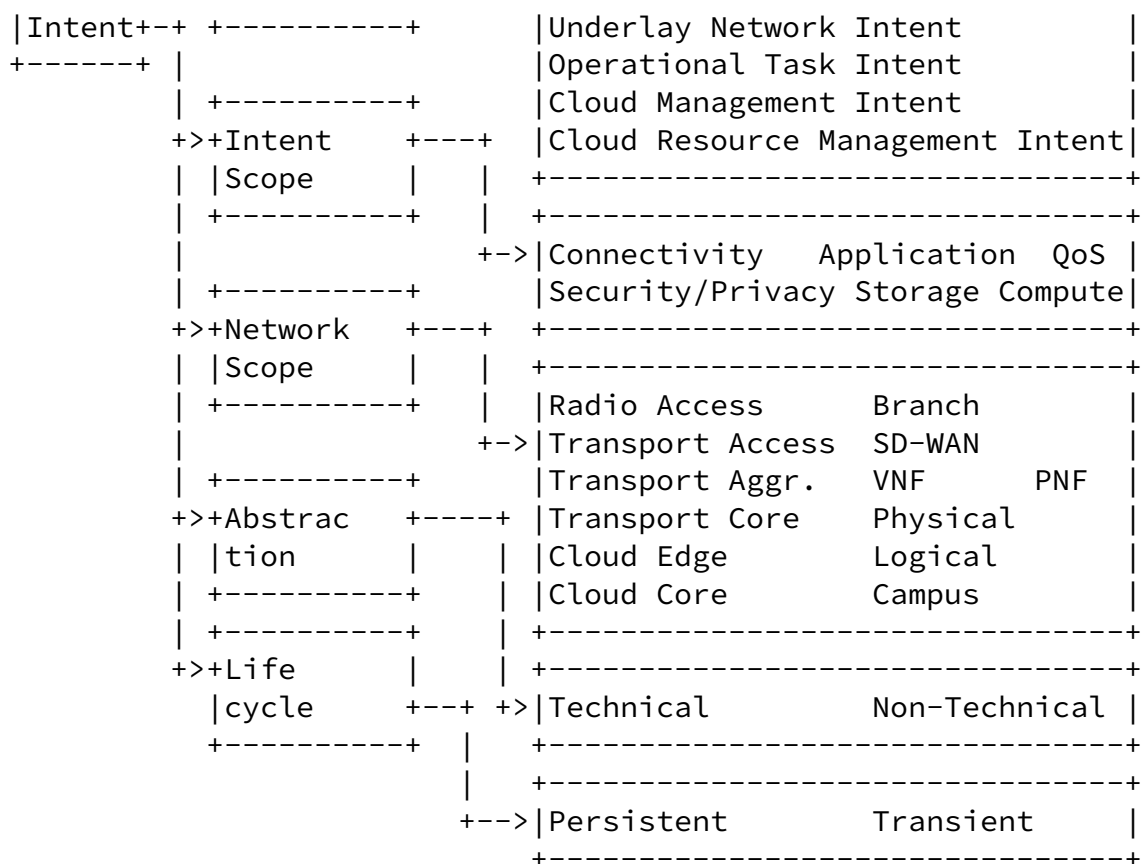 |Intent+-+ +----------+      |Underlay Network Intent         |
+------+ |                   |Operational Task Intent         |
         | +----------+      |Cloud Management Intent         |
         +>+Intent    +---+  |Cloud Resource Management Intent|
         | |Scope     |   |  +--------------------------------+
         | +----------+   |  +--------------------------------+
         |                +->|Connectivity   Application  QoS |
         | +----------+      |Security/Privacy Storage Compute|
         +>+Network   +---+  +--------------------------------+
         | |Scope     |   |  +--------------------------------+
         | +----------+   |  |Radio Access      Branch        |
         |                +->|Transport Access  SD-WAN        |
         | +----------+      |Transport Aggr.   VNF      PNF  |
         +>+Abstrac   +----+ |Transport Core    Physical      |
         | |tion      |    | |Cloud Edge        Logical       |
         | +----------+    | |Cloud Core        Campus        |
         | +----------+    | +--------------------------------+
         +>+Life      |    | +--------------------------------+
           |cycle     +--+ +>|Technical         Non-Technical |
           +----------+  |   +--------------------------------+
                         |   +--------------------------------+
                         +-->|Persistent        Transient     |
                             +--------------------------------+